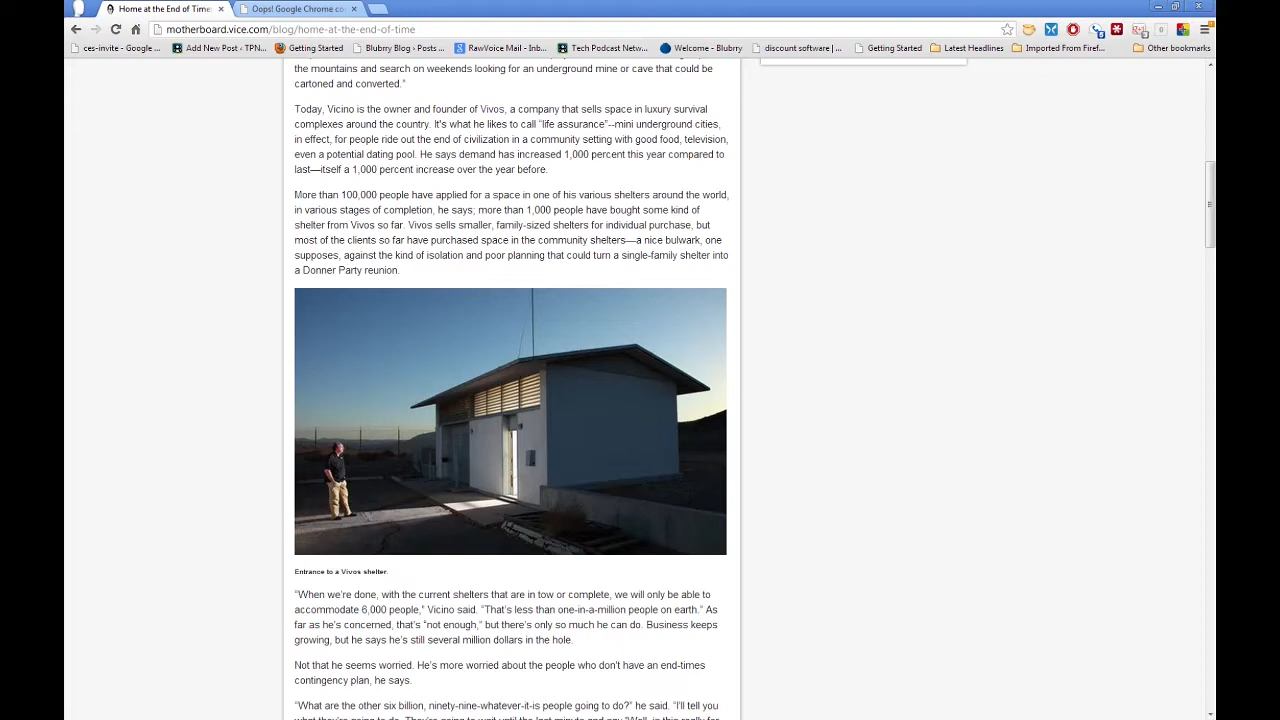 Home at the End of Time:
Oops! Google Chrome co
motherboard.vice.com/blog/home-at-the-end-of-time
ces-invite - Google ... Add New Post ‹ TPN... Getting Started Blubrry Blog › Posts ... RawVoice Mail - Inb... Tech Podcast Netw... Welcome - Blubrry discount software | ... Getting Started Latest Headlines Imported From Firef... Other bookmarks
the mountains and search on weekends looking for an underground mine or cave that could be
cartoned and converted.”
Today, Vicino is the owner and founder of Vivos, a company that sells space in luxury survival
complexes around the country. It's what he likes to call “life assurance”--mini underground cities,
in effect, for people ride out the end of civilization in a community setting with good food, television,
even a potential dating pool. He says demand has increased 1,000 percent this year compared to
last—itself a 1,000 percent increase over the year before.
More than 100,000 people have applied for a space in one of his various shelters around the world,
in various stages of completion, he says; more than 1,000 people have bought some kind of
shelter from Vivos so far. Vivos sells smaller, family-sized shelters for individual purchase, but
most of the clients so far have purchased space in the community shelters—a nice bulwark, one
supposes, against the kind of isolation and poor planning that could turn a single-family shelter into
a Donner Party reunion.
Entrance to a Vivos shelter.
“When we’re done, with the current shelters that are in tow or complete, we will only be able to
accommodate 6,000 people,” Vicino said. “That’s less than one-in-a-million people on earth.” As
far as he’s concerned, that’s “not enough,” but there’s only so much he can do. Business keeps
growing, but he says he’s still several million dollars in the hole.
Not that he seems worried. He’s more worried about the people who don’t have an end-times
contingency plan, he says.
“What are the other six billion, ninety-nine-whatever-it-is people going to do?” he said. “I’ll tell you